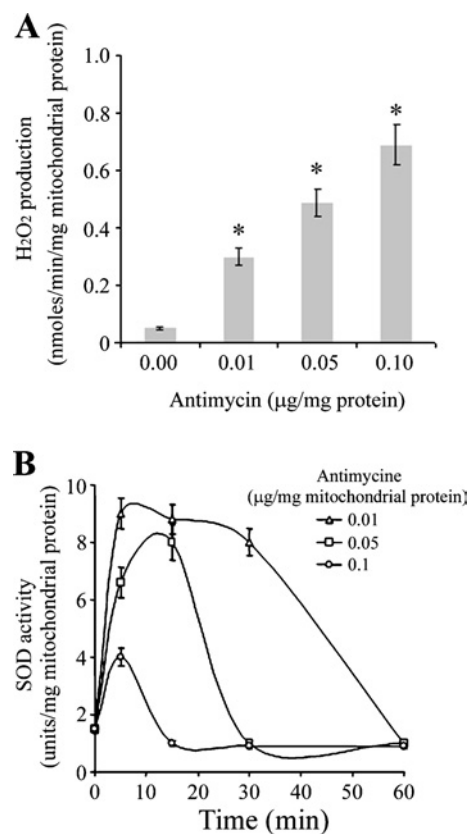 A
H2O2 production
(nmoles/min/mg mitochondrial protein)
1.0
0.8
0.6
0.4
0.2
0
*
*
*
0.00 0.01 0.05 0.10
Antimycin (μg/mg protein)
B
SOD activity
(units/mg mitochondrial protein)
Antimycine
(μg/mg mitochondrial protein)
0.01
0.05
0.1
10
8
6
4
2
0
0 10 20 30 40 50 60
Time (min)